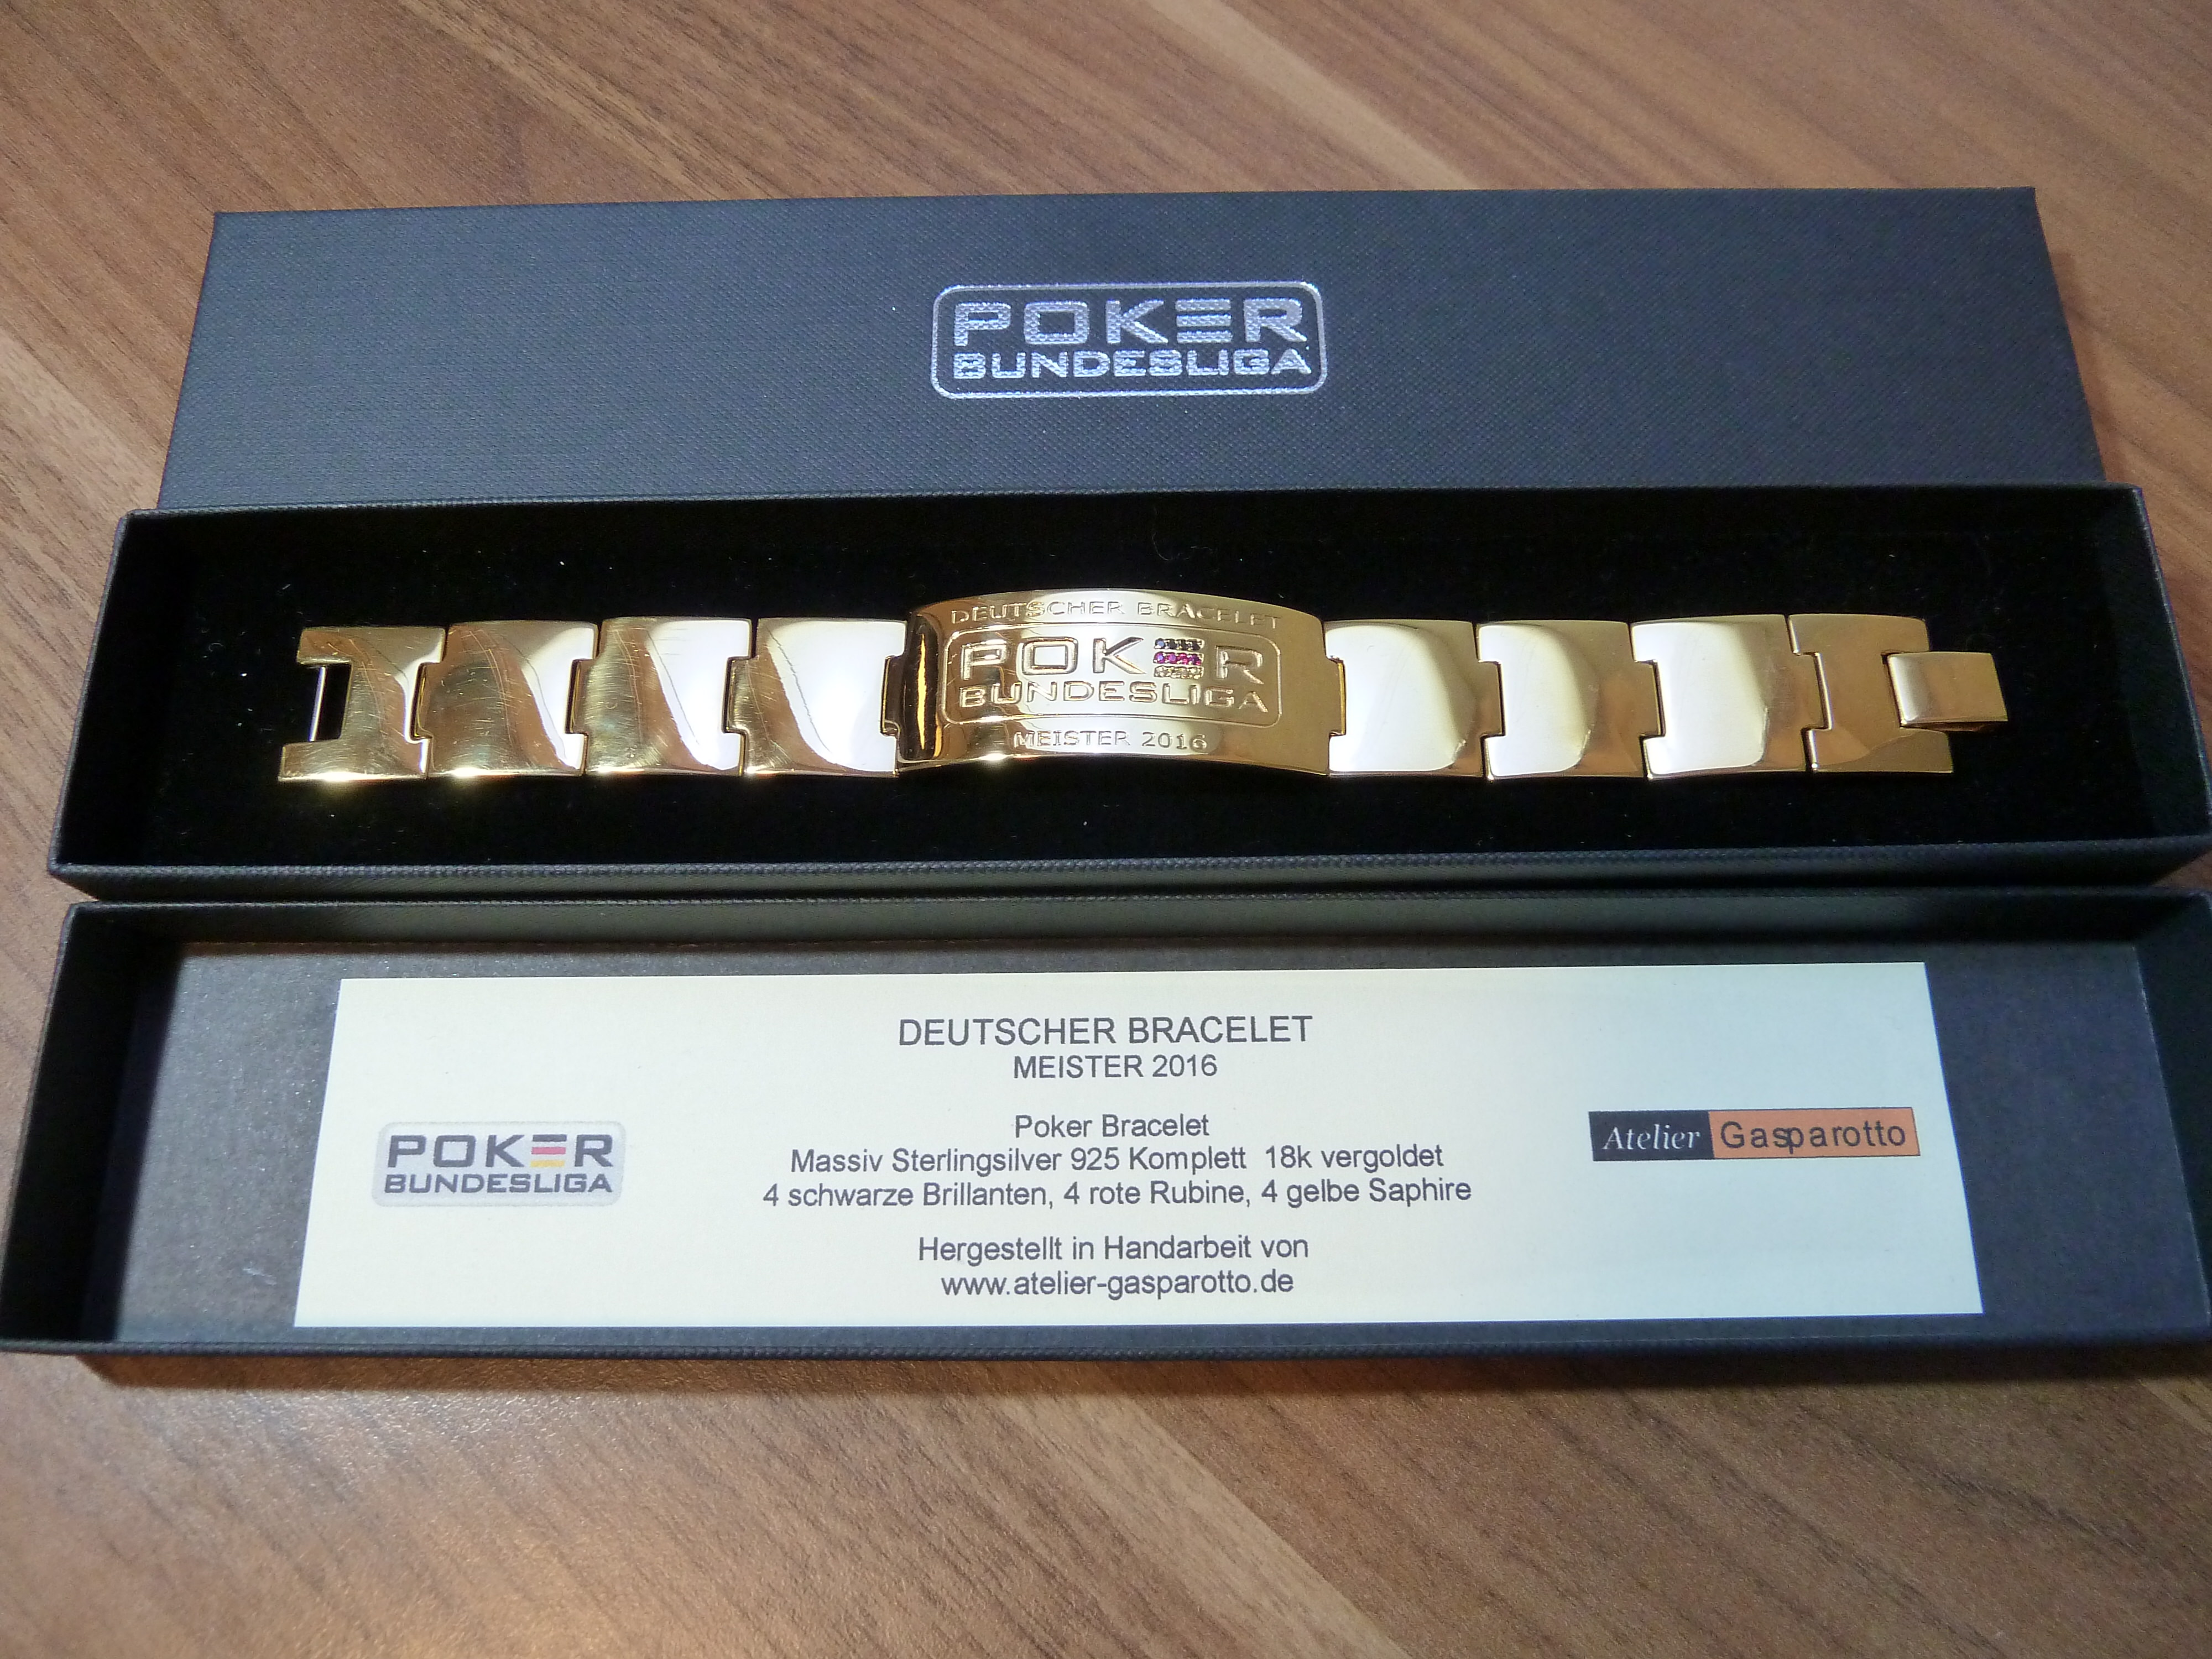 POKER
BUNDESLIGA
DEUTSCHER BRACELET
POKER
BUNDESLIGA
MEISTER 2016
DEUTSCHER BRACELET
MEISTER 2016
POKER
BUNDESLIGA
Poker Bracelet
Massiv Sterlingsilver 925 Komplett 18k vergoldet
4 schwarze Brillanten, 4 rote Rubine, 4 gelbe Saphire
Hergestellt in Handarbeit von
www.atelier-gasparotto.de
Atelier Gasparotto